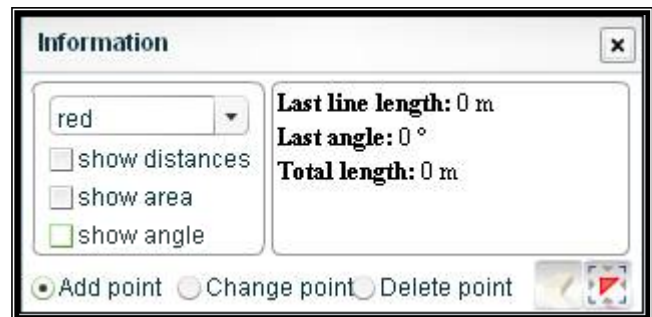 Information
red
show distances
show area
show angle
Last line length: 0 m
Last angle: 0 °
Total length: 0 m
Add point Change point Delete point